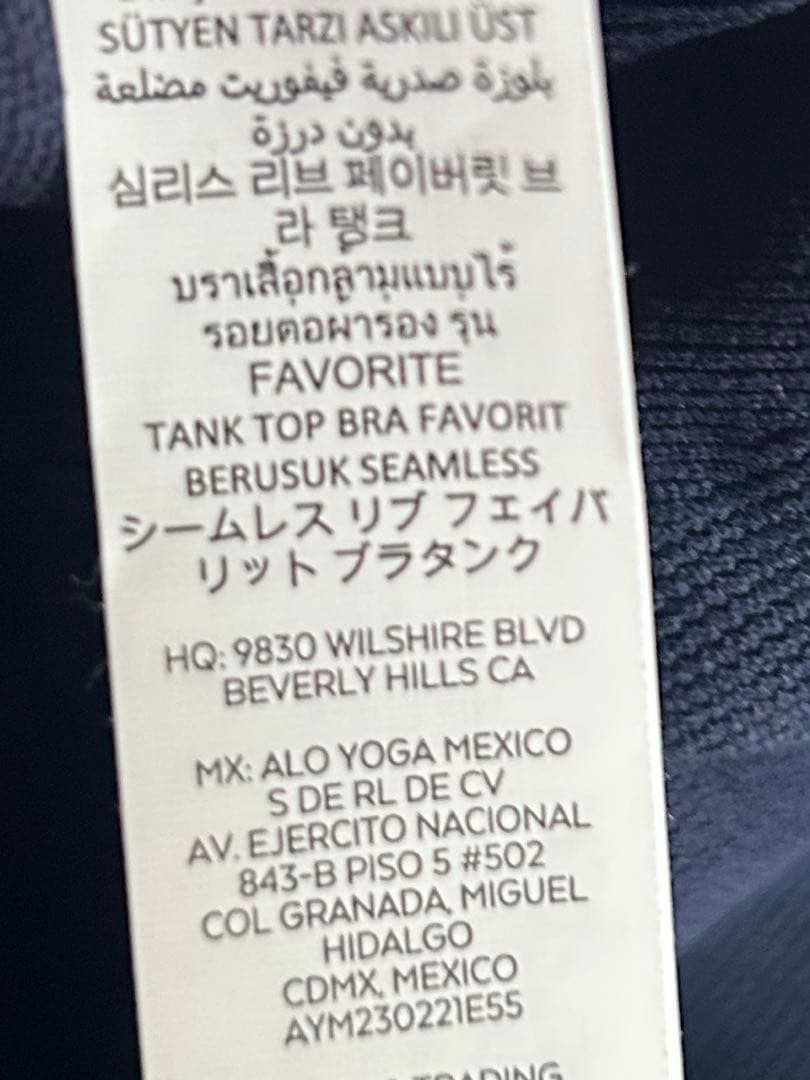 SÜTYEN TARZI ASKILI ÜST
بلوزة صدرية فيفوريت مضلعة
بدون درزة
심리스 리브 페이버릿 브
라 탱크
บราเสื้อกล้ามแบบไร้
รอยต่อผ้ารอง รุ่น
FAVORITE
TANK TOP BRA FAVORIT
BERUSUK SEAMLESS
シームレス リブ フェイバ
リット ブラタンク
HQ: 9830 WILSHIRE BLVD
BEVERLY HILLS CA
MX: ALO YOGA MEXICO
S DE RL DE CV
AV. EJERCITO NACIONAL
843-B PISO 5 #502
COL GRANADA, MIGUEL
HIDALGO
CDMX, MEXICO
AYM230221E55
TRADING